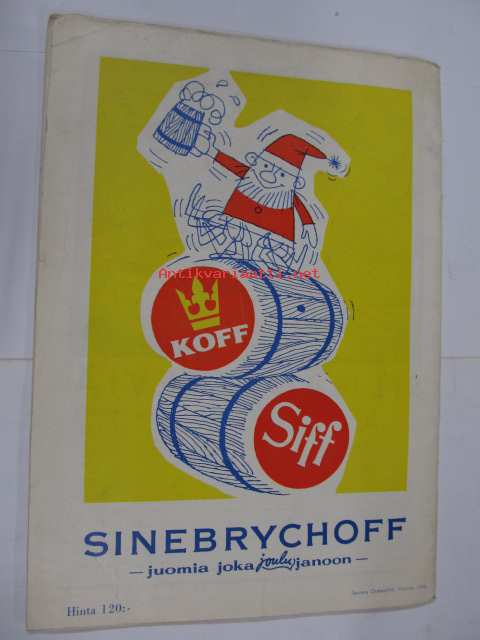 Antikvariaatti.net
KOFF
Siff
SINEBRYCHOFF
— juomia joka joulujanoon —
Hinta 120:-